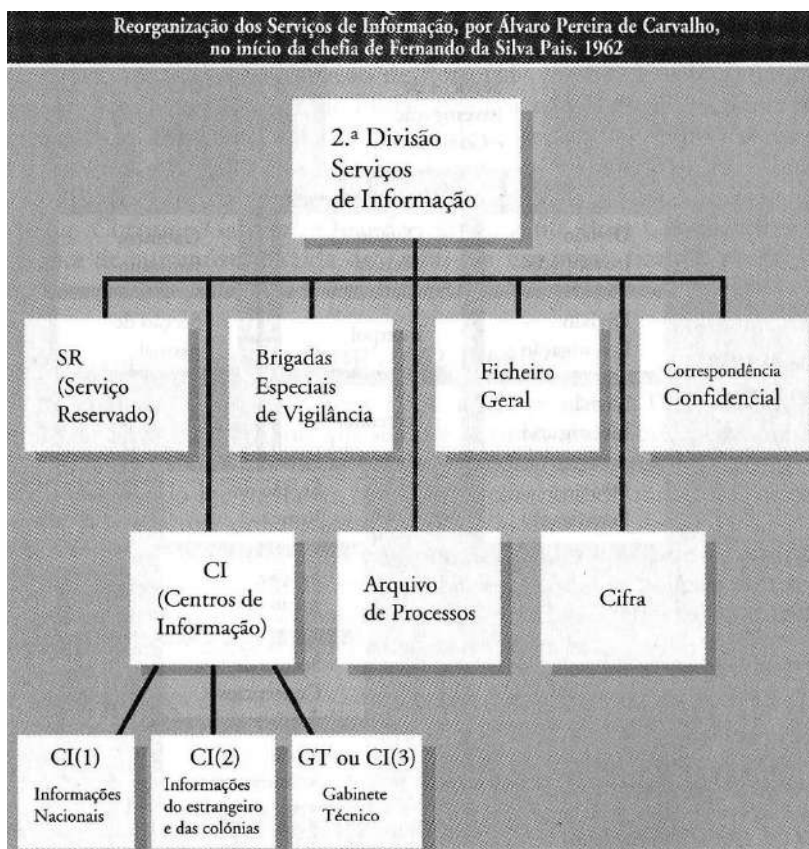 Reorganização dos Serviços de Informação, por Álvaro Pereira de Carvalho,
no início da chefia de Fernando da Silva Pais. 1962
2.ª Divisão
Serviços
de Informação
SR
(Serviço
Reservado)
Brigadas
Especiais
de Vigilância
Ficheiro
Geral
Correspondência
Confidencial
CI
(Centros de
Informação)
Arquivo
de Processos
Cifra
CI(1)
Informações
Nacionais
CI(2)
Informações
do estrangeiro
e das colónias
GT ou CI(3)
Gabinete
Técnico